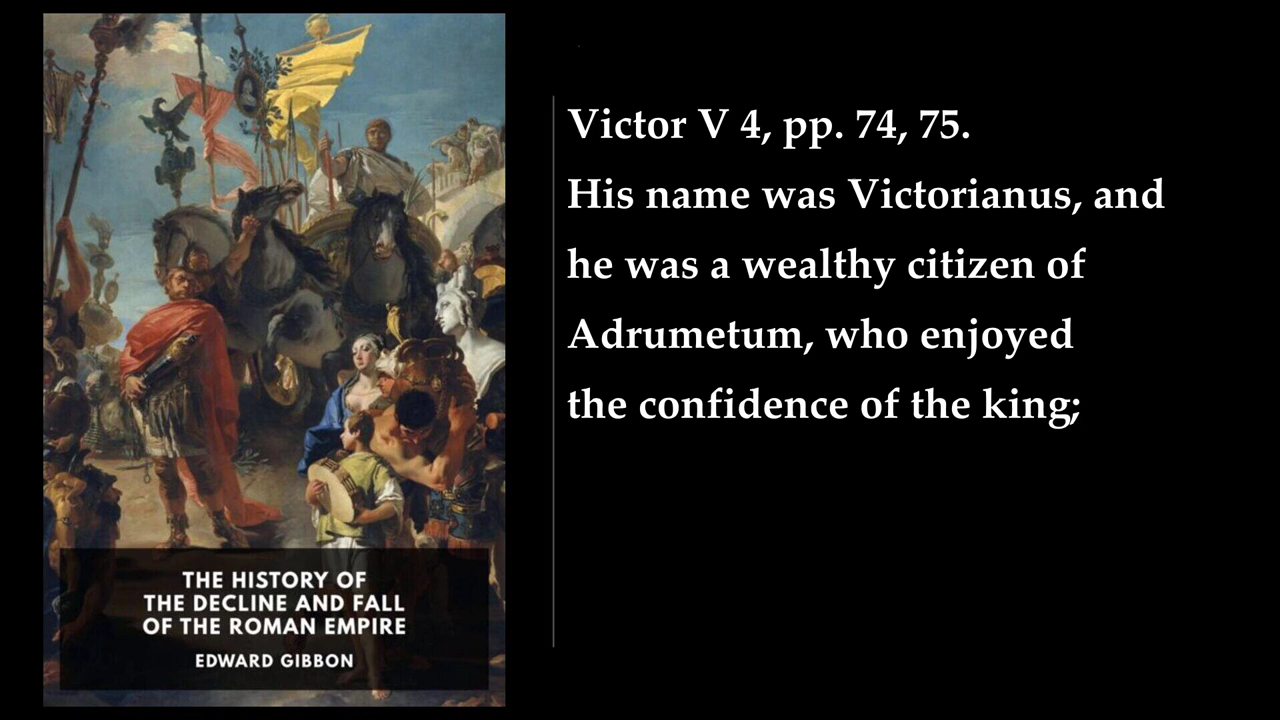 Victor V 4, pp. 74, 75.
His name was Victorianus, and
he was a wealthy citizen of
Adrumetum, who enjoyed
the confidence of the king;
THE HISTORY OF
THE DECLINE AND FALL
OF THE ROMAN EMPIRE
EDWARD GIBBON